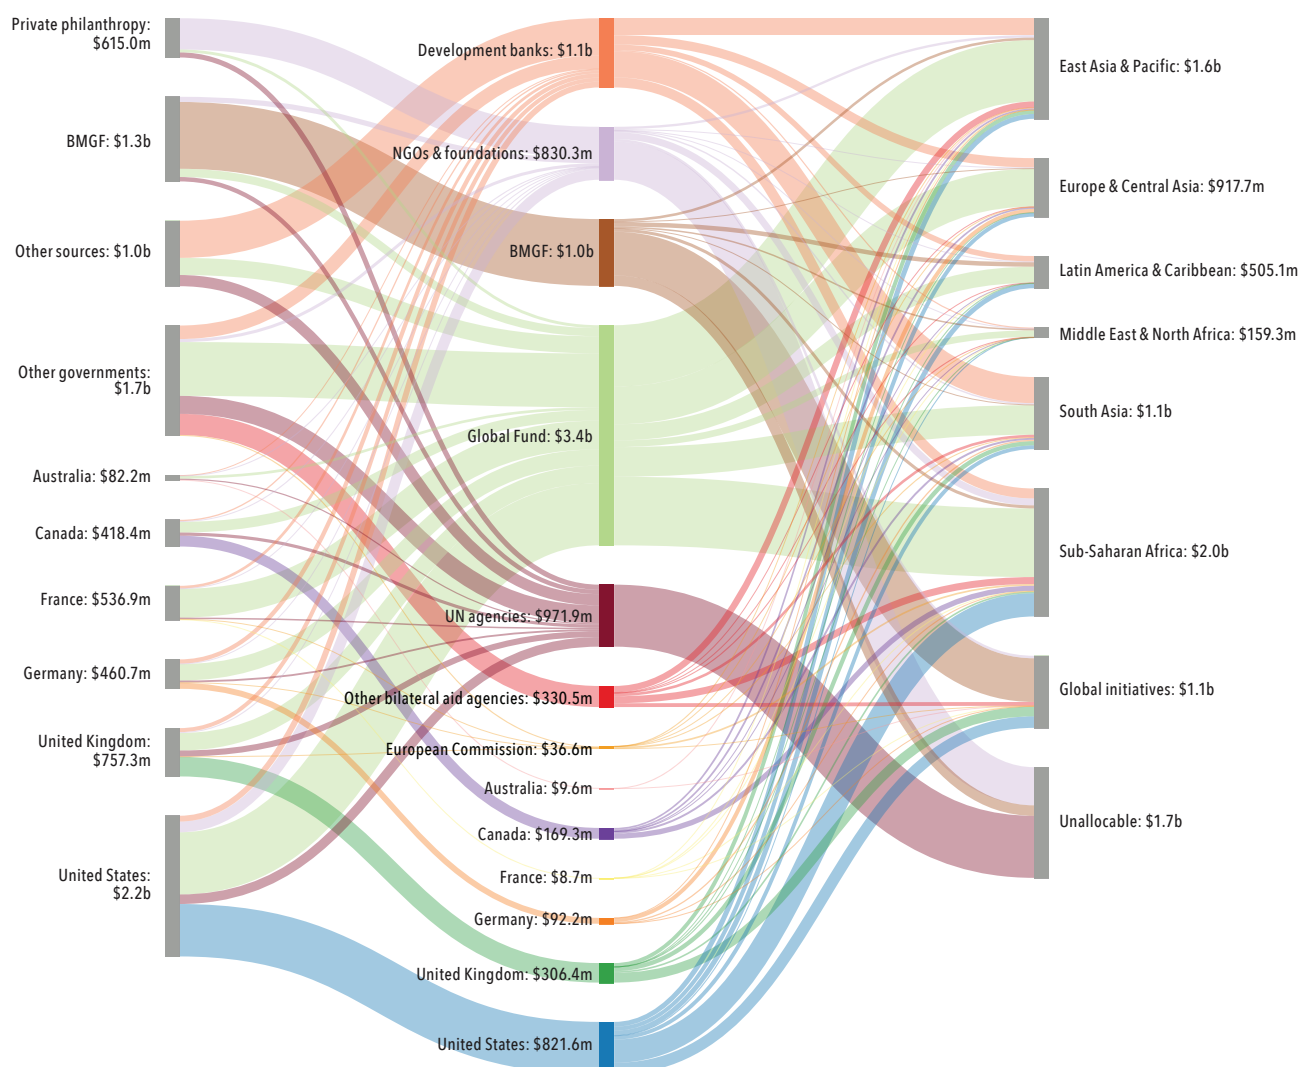 Private philanthropy:
$615.0m
BMGF: $1.3b
Other sources: $1.0b
Other governments:
$1.7b
Australia: $82.2m
Canada: $418.4m
France: $536.9m
Germany: $460.7m
United Kingdom:
$757.3m
United States:
$2.2b
Development banks: $1.1b
NGOs & foundations: $830.3m
BMGF: $1.0b
Global Fund: $3.4b
UN agencies: $971.9m
Other bilateral aid agencies: $330.5m
European Commission: $36.6m
Australia: $9.6m
Canada: $169.3m
France: $8.7m
Germany: $92.2m
United Kingdom: $306.4m
United States: $821.6m
East Asia & Pacific: $1.6b
Europe & Central Asia: $917.7m
Latin America & Caribbean: $505.1m
Middle East & North Africa: $159.3m
South Asia: $1.1b
Sub-Saharan Africa: $2.0b
Global initiatives: $1.1b
Unallocable: $1.7b